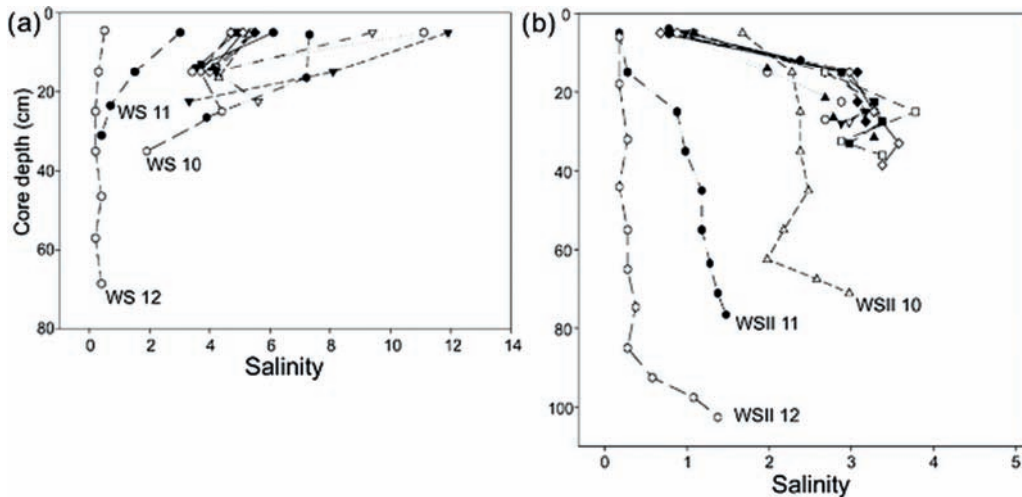 (a)
0
20
40
60
80
Core depth (cm)
WS 11
WS 10
WS 12
0 2 4 6 8 10 12 14
Salinity
(b)
0
20
40
60
80
100
WSII 10
WSII 11
WSII 12
0 1 2 3 4 5
Salinity